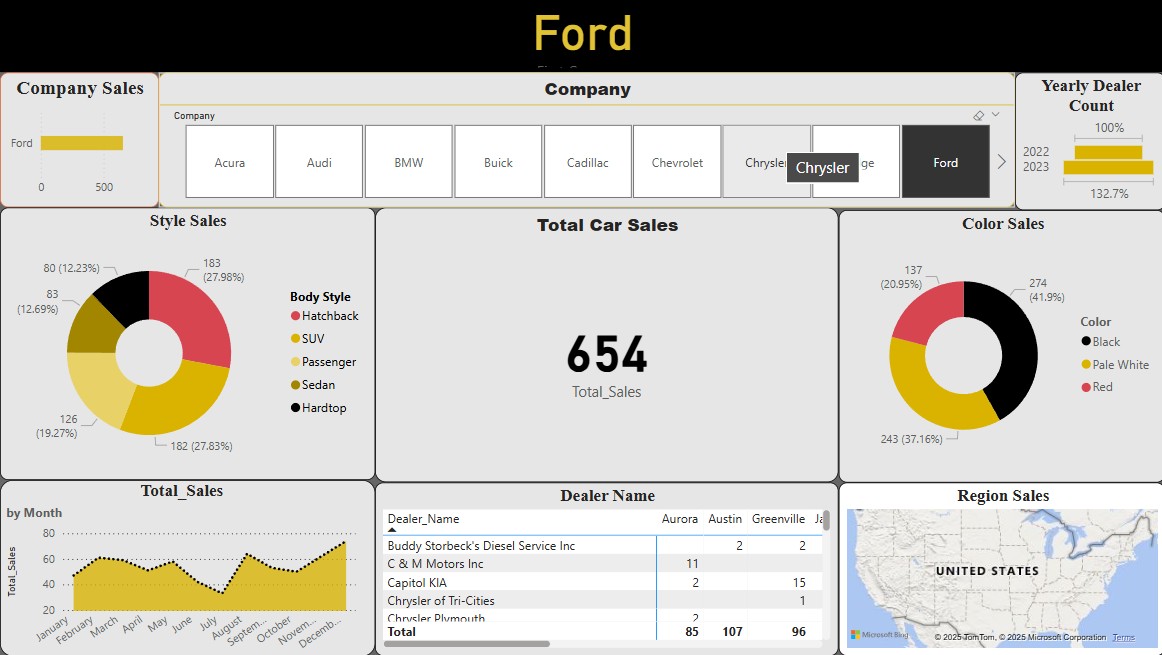 Ford
Company Sales
Ford
0 500
Company
Company
Acura Audi BMW Buick Cadillac Chevrolet Chrysler ge Ford
Chrysler
Yearly Dealer
Count
100%
2022
2023
132.7%
Style Sales
80 (12.23%)
183
(27.98%)
83
(12.69%)
126
(19.27%)
182 (27.83%)
Body Style
Hatchback
SUV
Passenger
Sedan
Hardtop
Total Car Sales
654
Total_Sales
Color Sales
137
(20.95%)
274
(41.9%)
243 (37.16%)
Color
Black
Pale White
Red
Total_Sales
by Month
Total_Sales
80
60
40
20
January February March April May June July August Septem... October Novem... Decemb...
Dealer Name
Dealer_Name Aurora Austin Greenville Ja
Buddy Storbeck's Diesel Service Inc 2 2
C & M Motors Inc 11
Capitol KIA 2 15
Chrysler of Tri-Cities 1
Chrysler Plymouth 2
Total 85 107 96
Region Sales
UNITED STATES
Microsoft Bing
© 2025 TomTom, © 2025 Microsoft Corporation Terms